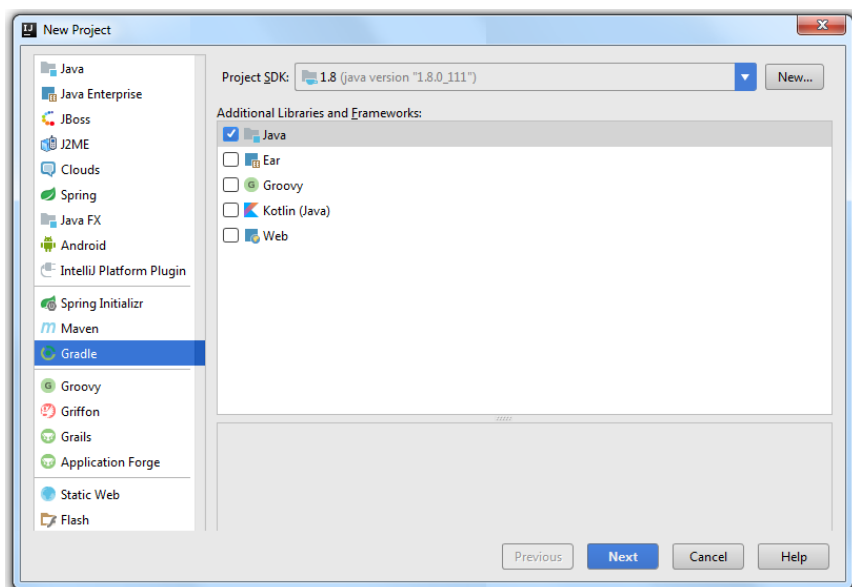 New Project
Java
Java Enterprise
JBoss
J2ME
Clouds
Spring
Java FX
Android
IntelliJ Platform Plugin
Spring Initializr
Maven
Gradle
Groovy
Griffon
Grails
Application Forge
Static Web
Flash
Project SDK: 1.8 (java version "1.8.0_111") New...
Additional Libraries and Frameworks:
Java
Ear
Groovy
Kotlin (Java)
Web
Previous Next Cancel Help